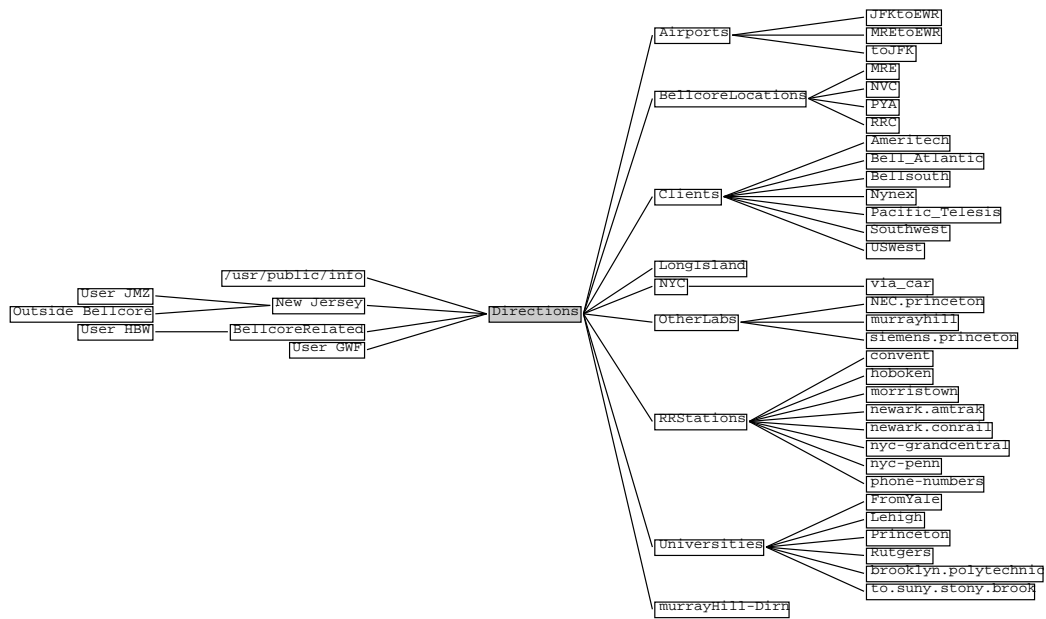 JFKtoEWR
Airports
MREtoEWR
toJFK
MRE
NVC
BellcoreLocations
PYA
RRC
Ameritech
Bell_Atlantic
Bellsouth
Clients
Nynex
Pacific_Telesis
Southwest
USWest
LongIsland
/usr/public/info
NYC
via_car
User JMZ
New Jersey
NEC.princeton
Outside Bellcore
Directions
OtherLabs
murrayhill
User HBW
BellcoreRelated
siemens.princeton
User GWF
convent
hoboken
morristown
newark.amtrak
RRStations
newark.conrail
nyc-grandcentral
nyc-penn
phone-numbers
FromYale
Lehigh
Princeton
Universities
Rutgers
brooklyn.polytechnic
to.suny.stony.brook
murrayHill-Dirn